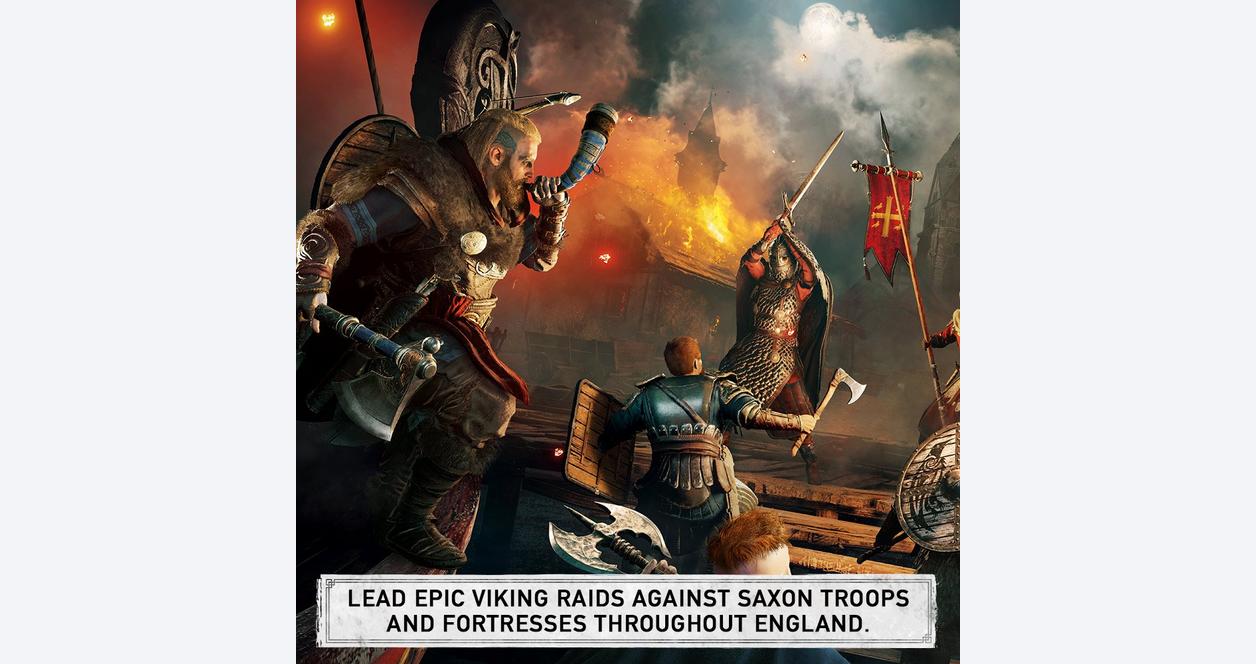 LEAD EPIC VIKING RAIDS AGAINST SAXON TROOPS
AND FORTRESSES THROUGHOUT ENGLAND.